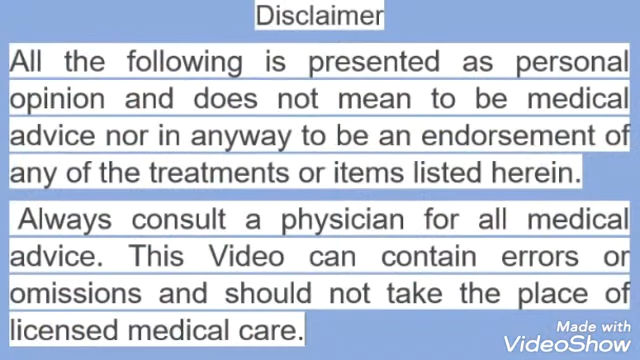 Disclaimer
All the following is presented as personal
opinion and does not mean to be medical
advice nor in anyway to be an endorsement of
any of the treatments or items listed herein.
Always consult a physician for all medical
advice. This Video can contain errors or
omissions and should not take the place of
licensed medical care.
Made with
VideoShow